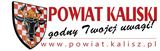 POWIAT KALISKI
godny Twojej uwagi!
www.powiat.kalisz.pl